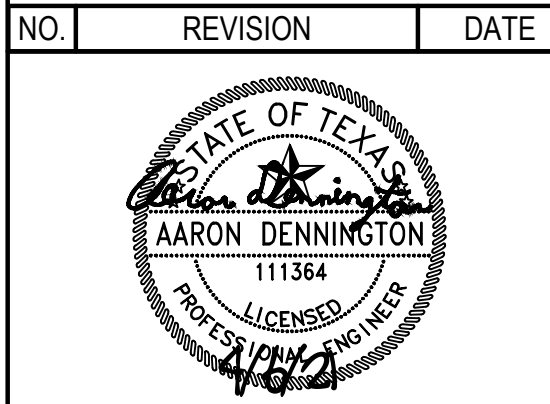 NO. REVISION DATE
STATE OF TEXAS
Aaron Dennington
AARON DENNINGTON
111364
LICENSED
PROFESSIONAL ENGINEER